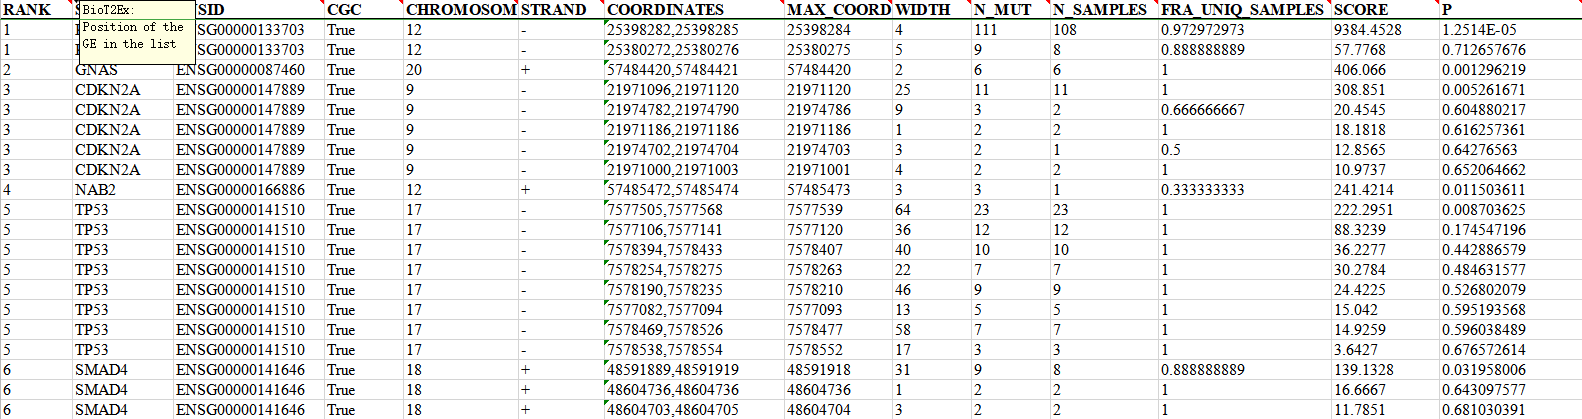 RANK S BioT2Ex: NSID CGC CHROMOSOM STRAND COORDINATES MAX_COORD WIDTH N_MUT N_SAMPLES FRA_UNIQ_SAMPLES SCORE P
Position of the
GE in the list
1 SG00000133703 True 12 - 25398282,25398285 25398284 4 111 108 0.972972973 9384.4528 1.2514E-05
1 SG00000133703 True 12 - 25380272,25380276 25380275 5 9 8 0.888888889 57.7768 0.712657676
2 GNAS ENSG00000087460 True 20 + 57484420,57484421 57484420 2 6 6 1 406.066 0.001296219
3 CDKN2A ENSG00000147889 True 9 - 21971096,21971120 21971120 25 11 11 1 308.851 0.005261671
3 CDKN2A ENSG00000147889 True 9 - 21974782,21974790 21974786 9 3 2 0.666666667 20.4545 0.604880217
3 CDKN2A ENSG00000147889 True 9 - 21971186,21971186 21971186 1 2 2 1 18.1818 0.616257361
3 CDKN2A ENSG00000147889 True 9 - 21974702,21974704 21974703 3 2 1 0.5 12.8565 0.64276563
3 CDKN2A ENSG00000147889 True 9 - 21971000,21971003 21971001 4 2 2 1 10.9737 0.652064662
4 NAB2 ENSG00000166886 True 12 + 57485472,57485474 57485473 3 3 1 0.333333333 241.4214 0.011503611
5 TP53 ENSG00000141510 True 17 - 7577505,7577568 7577539 64 23 23 1 222.2951 0.008703625
5 TP53 ENSG00000141510 True 17 - 7577106,7577141 7577120 36 12 12 1 88.3239 0.174547196
5 TP53 ENSG00000141510 True 17 - 7578394,7578433 7578407 40 10 10 1 36.2277 0.442886579
5 TP53 ENSG00000141510 True 17 - 7578254,7578275 7578263 22 7 7 1 30.2784 0.484631577
5 TP53 ENSG00000141510 True 17 - 7578190,7578235 7578210 46 9 9 1 24.4225 0.526802079
5 TP53 ENSG00000141510 True 17 - 7577082,7577094 7577093 13 5 5 1 15.042 0.595193568
5 TP53 ENSG00000141510 True 17 - 7578469,7578526 7578477 58 7 7 1 14.9259 0.596038489
5 TP53 ENSG00000141510 True 17 - 7578538,7578554 7578552 17 3 3 1 3.6427 0.676572614
6 SMAD4 ENSG00000141646 True 18 + 48591889,48591919 48591918 31 9 8 0.888888889 139.1328 0.031958006
6 SMAD4 ENSG00000141646 True 18 + 48604736,48604736 48604736 1 2 2 1 16.6667 0.643097577
6 SMAD4 ENSG00000141646 True 18 + 48604703,48604705 48604704 3 2 2 1 11.7851 0.681030391